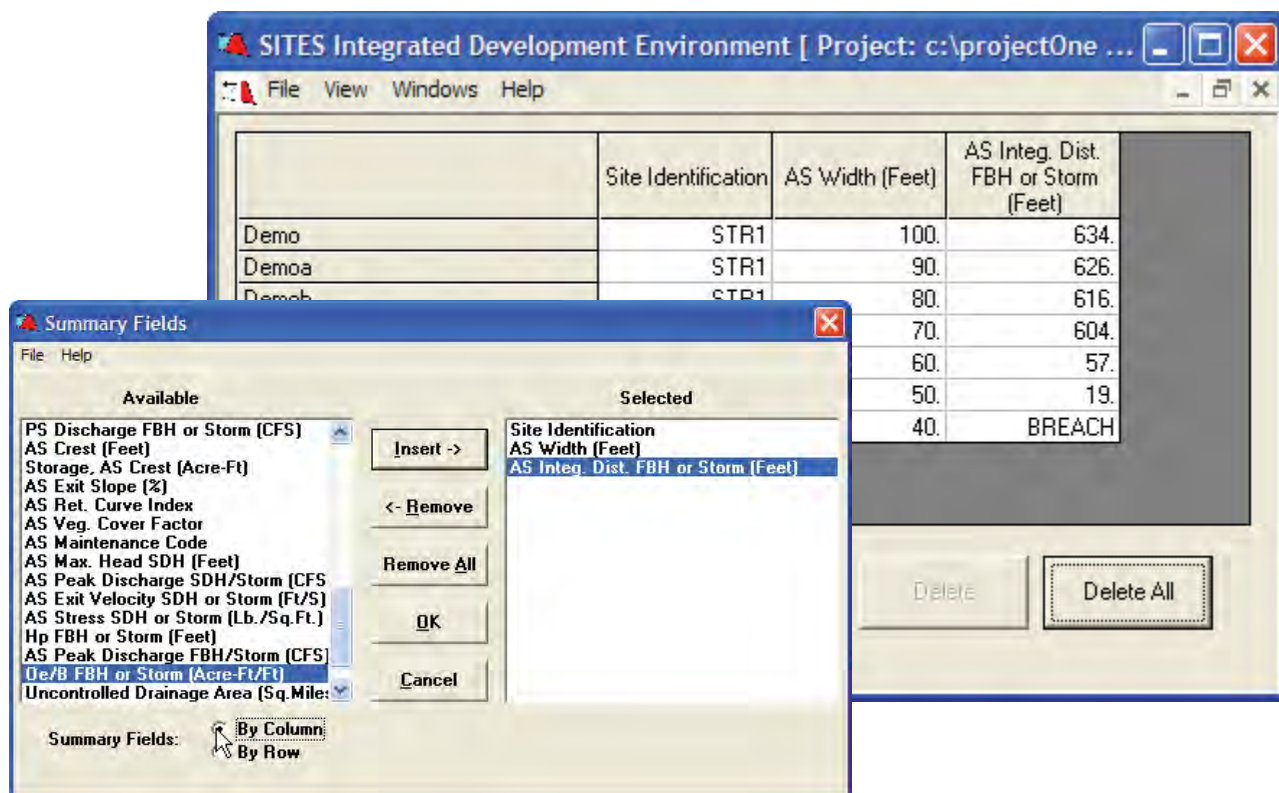 SITES Integrated Development Environment [ Project: c:\projectOne ...
File View Windows Help
Site Identification AS Width (Feet) AS Integ. Dist.
FBH or Storm
(Feet)
Demo STR1 100. 634.
Demoa STR1 90. 626.
Demob STR1 80. 616.
70. 604.
60. 57.
50. 19.
40. BREACH
Delete Delete All
Summary Fields
File Help
Available
PS Discharge FBH or Storm (CFS)
AS Crest (Feet)
Storage, AS Crest (Acre-Ft)
AS Exit Slope (%)
AS Ret. Curve Index
AS Veg. Cover Factor
AS Maintenance Code
AS Max. Head SDH (Feet)
AS Peak Discharge SDH/Storm (CFS
AS Exit Velocity SDH or Storm (Ft/S)
AS Stress SDH or Storm (Lb./Sq.Ft.)
Hp FBH or Storm (Feet)
AS Peak Discharge FBH/Storm (CFS)
Oe/B FBH or Storm (Acre-Ft/Ft)
Uncontrolled Drainage Area (Sq.Miles
Insert ->
<- Remove
Remove All
OK
Cancel
Selected
Site Identification
AS Width (Feet)
AS Integ. Dist. FBH or Storm (Feet)
Summary Fields:
By Column
By Row